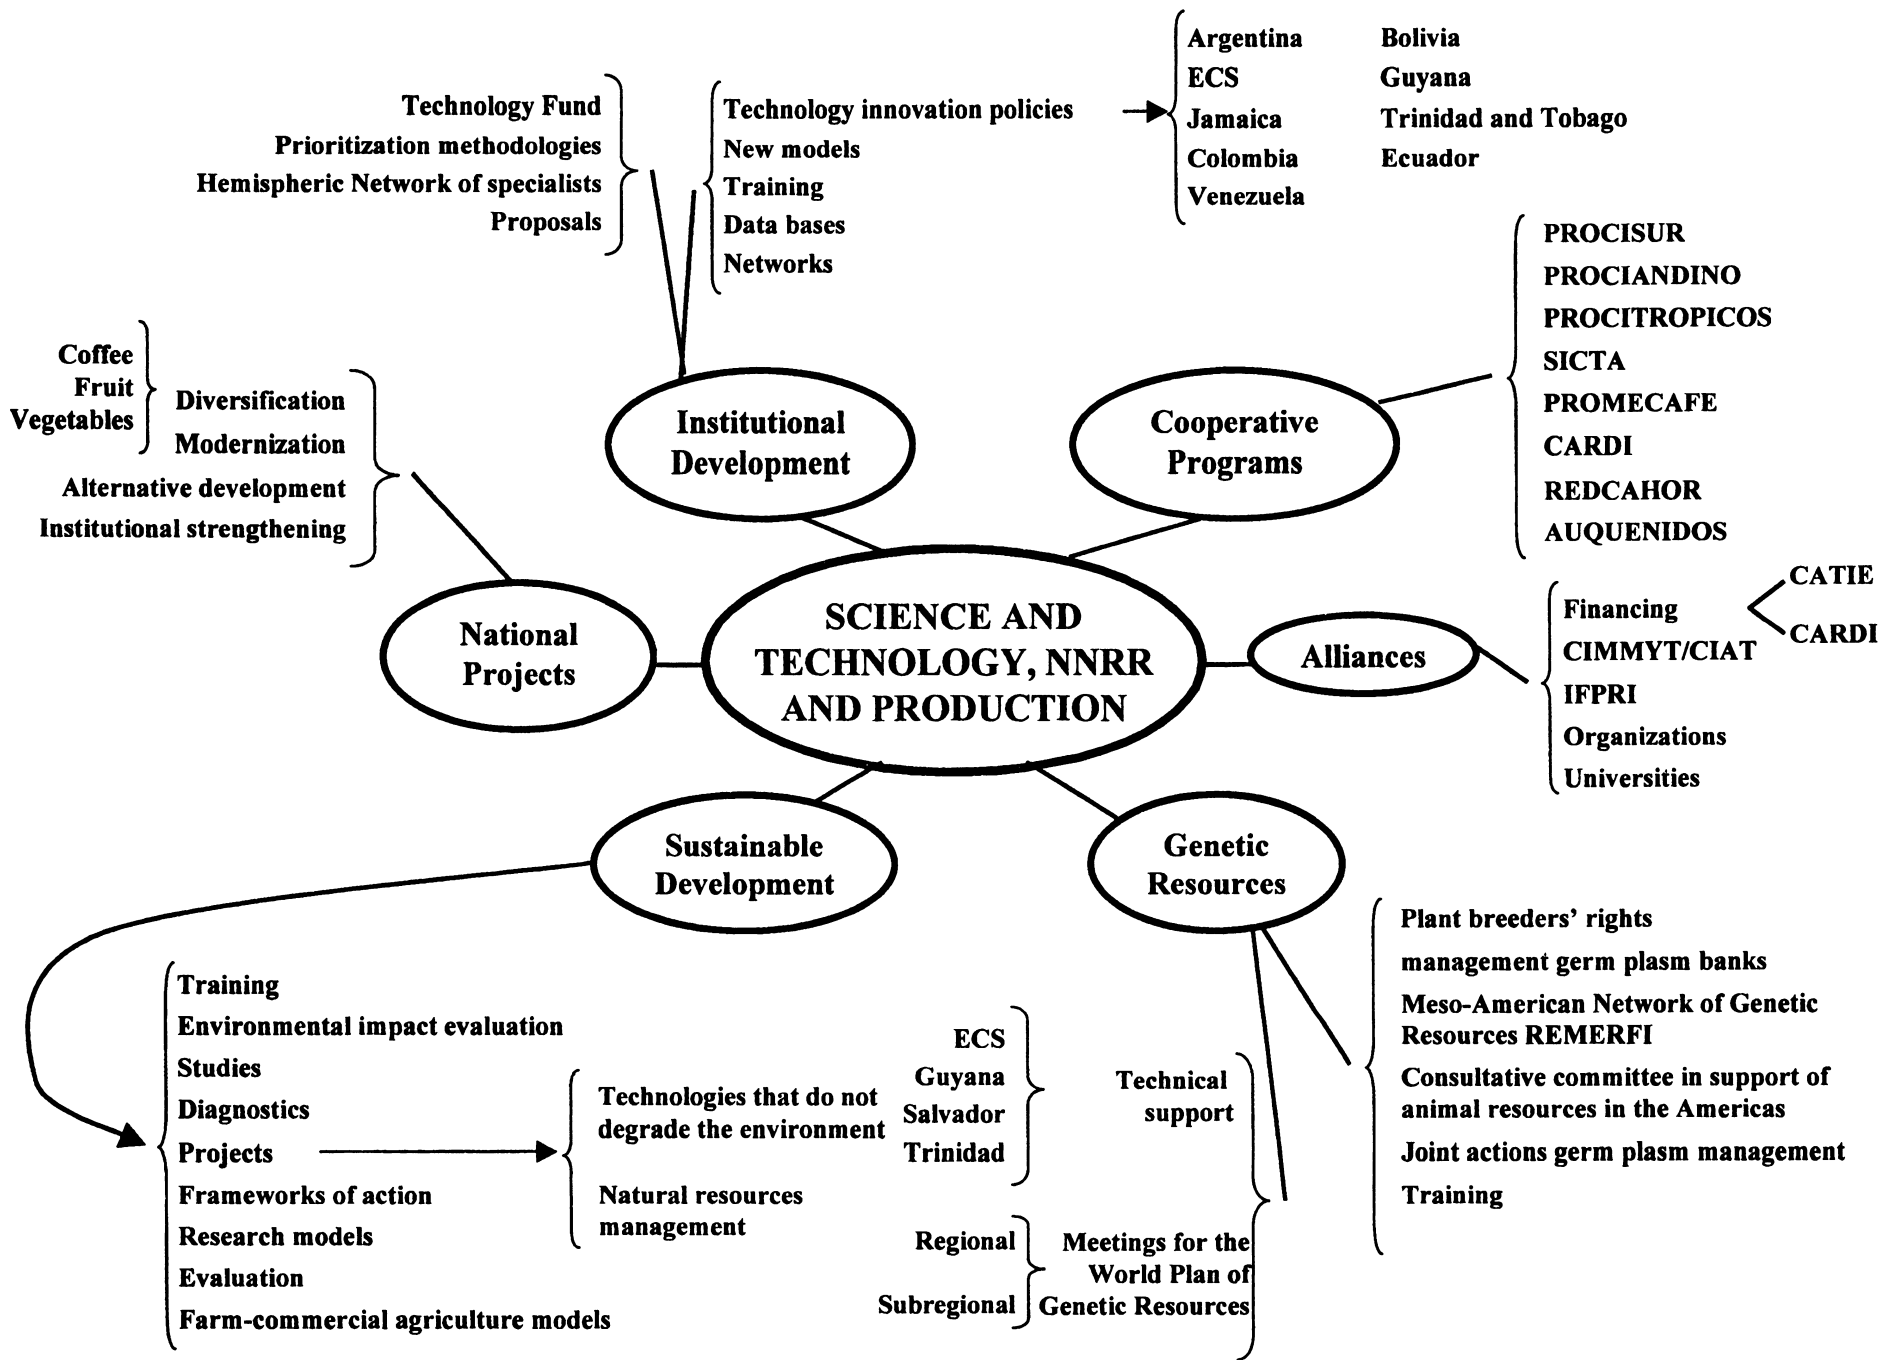 Argentina
ECS
Jamaica
Colombia
Venezuela
Bolivia
Guyana
Trinidad and Tobago
Ecuador
Technology Fund
Prioritization methodologies
Hemispheric Network of specialists
Proposals
Technology innovation policies
New models
Training
Data bases
Networks
PROCISUR
PROCIANDINO
PROCITROPICOS
SICTA
PROMECAFE
CARDI
REDCAHOR
AUQUENIDOS
Coffee
Fruit
Vegetables
Diversification
Modernization
Alternative development
Institutional strengthening
Institutional
Development
Cooperative
Programs
National
Projects
SCIENCE AND
TECHNOLOGY, NNRR
AND PRODUCTION
Alliances
Financing
CIMMYT/CIAT
IFPRI
Organizations
Universities
CATIE
CARDI
Sustainable
Development
Genetic
Resources
Training
Environmental impact evaluation
Studies
Diagnostics
Projects
Frameworks of action
Research models
Evaluation
Farm-commercial agriculture models
Technologies that do not
degrade the environment
Natural resources
management
ECS
Guyana
Salvador
Trinidad
Technical
support
Regional
Subregional
Meetings for the
World Plan of
Genetic Resources
Plant breeders’ rights
management germ plasm banks
Meso-American Network of Genetic
Resources REMERFI
Consultative committee in support of
animal resources in the Americas
Joint actions germ plasm management
Training